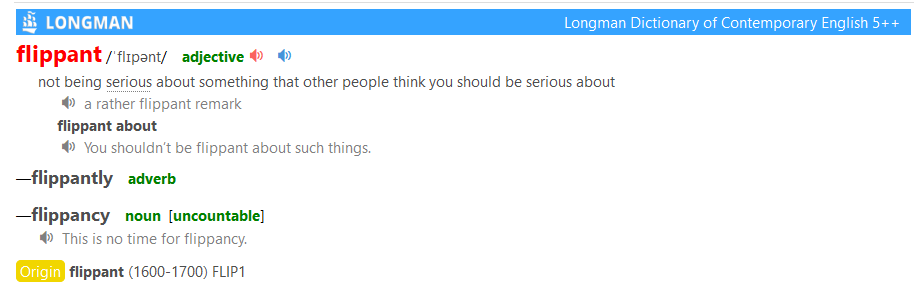 LONGMAN Longman Dictionary of Contemporary English 5++
flippant /ˈflɪpənt/ adjective
not being serious about something that other people think you should be serious about
a rather flippant remark
flippant about
You shouldn’t be flippant about such things.
—flippantly adverb
—flippancy noun [uncountable]
This is no time for flippancy.
Origin flippant (1600-1700) FLIP1